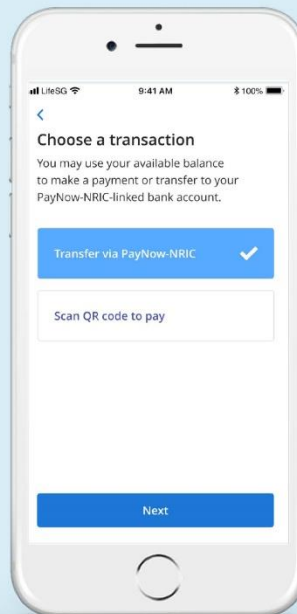 LifeSG 9:41 AM 100%
Choose a transaction
You may use your available balance
to make a payment or transfer to your
PayNow-NRIC-linked bank account.
Transfer via PayNow-NRIC
Scan QR code to pay
Next